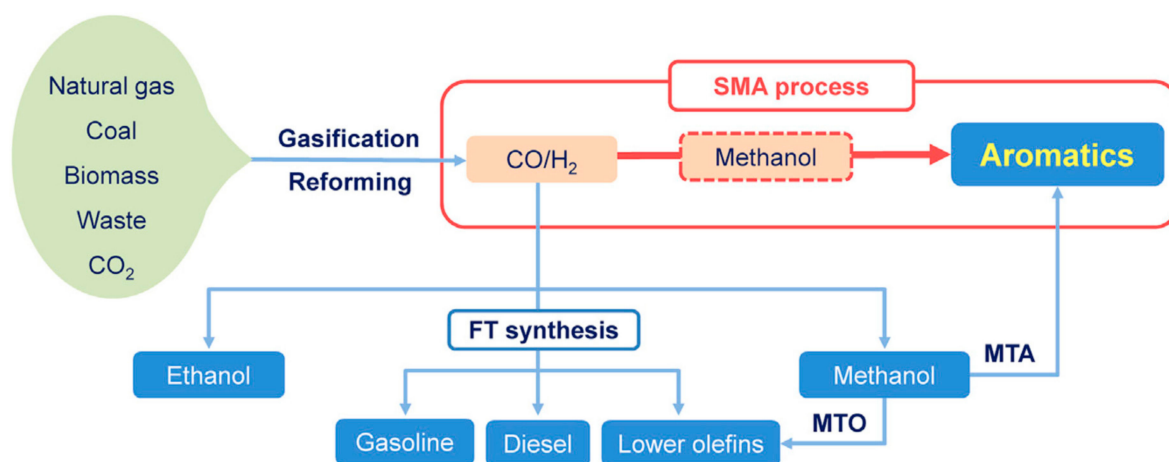 Natural gas
Coal
Biomass
Waste
CO₂
Gasification
Reforming
SMA process
CO/H₂
Methanol
Aromatics
FT synthesis
Ethanol
Methanol
MTA
MTO
Gasoline
Diesel
Lower olefins